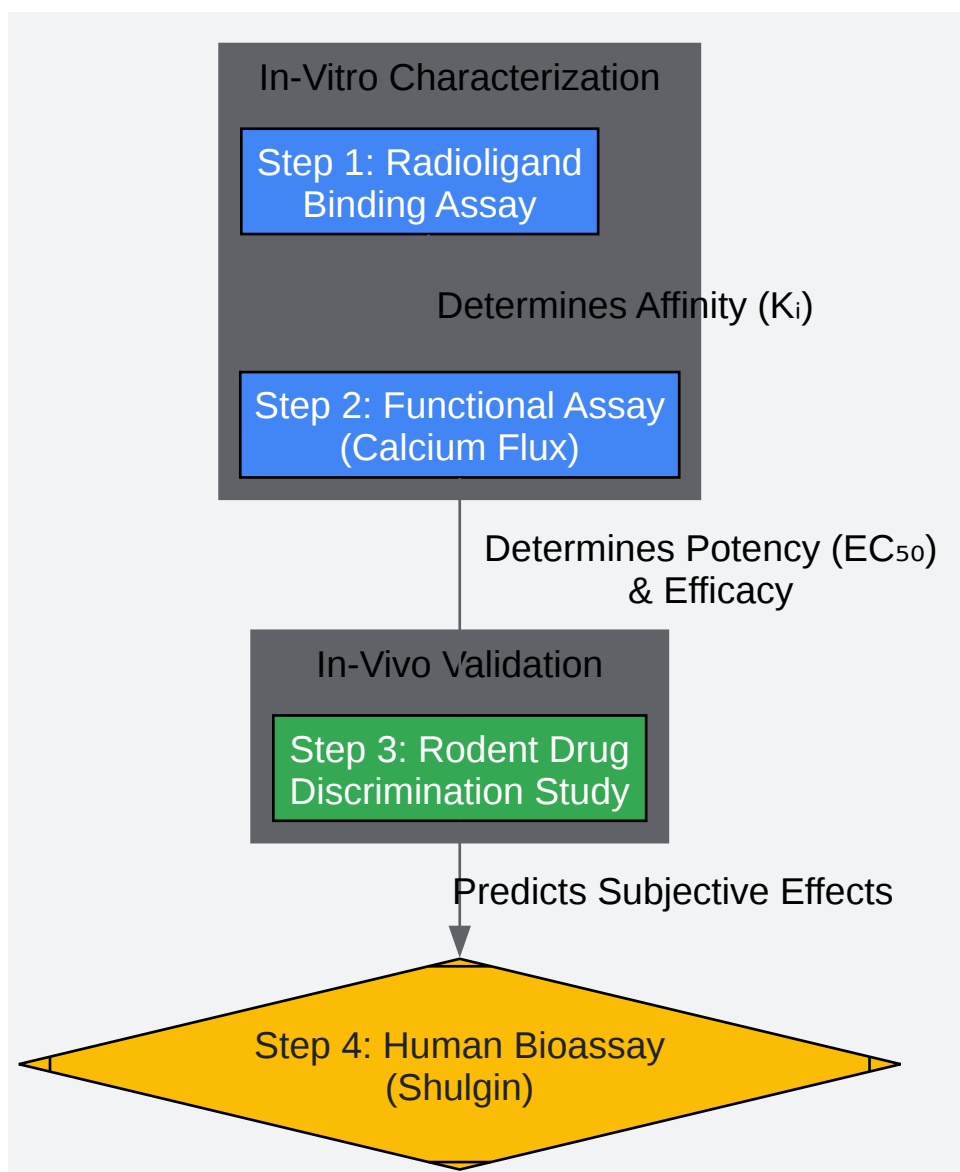 In-Vitro Characterization
Step 1: Radioligand
Binding Assay
Determines Affinity (Kᵢ)
Step 2: Functional Assay
(Calcium Flux)
Determines Potency (EC₅₀)
& Efficacy
In-Vivo Validation
Step 3: Rodent Drug
Discrimination Study
Predicts Subjective Effects
Step 4: Human Bioassay
(Shulgin)